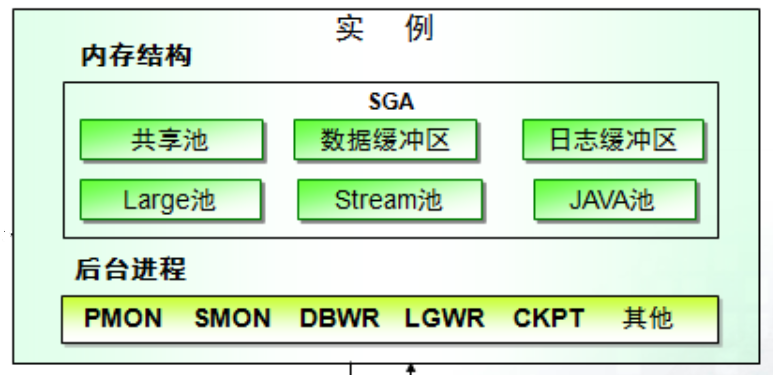 实 例
内存结构
SGA
共享池 数据缓冲区 日志缓冲区
Large池 Stream池 JAVA池
后台进程
PMON SMON DBWR LGWR CKPT 其他